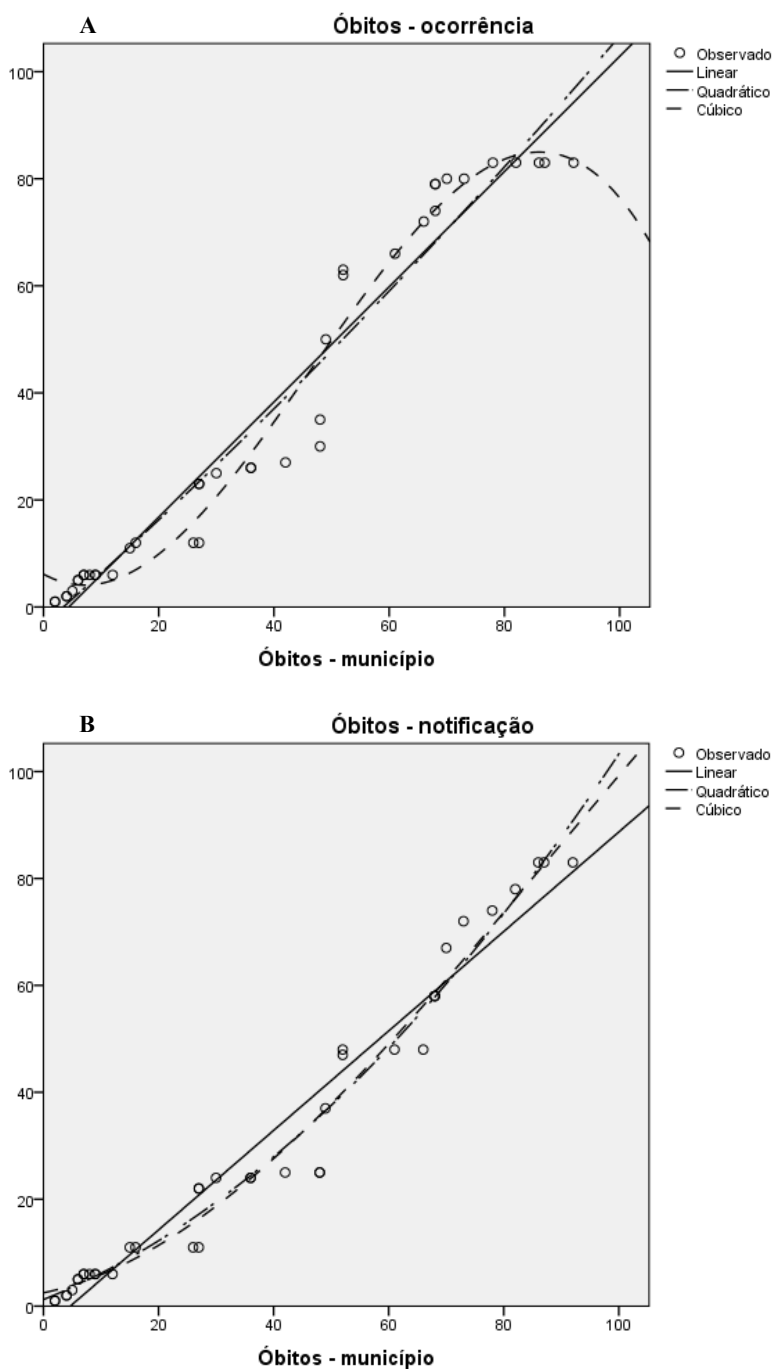 A
Óbitos - ocorrência
Observado
Linear
Quadrático
Cúbico
100
80
60
40
20
0
0 20 40 60 80 100
Óbitos - município
B
Óbitos - notificação
Observado
Linear
Quadrático
Cúbico
100
80
60
40
20
0
0 20 40 60 80 100
Óbitos - município